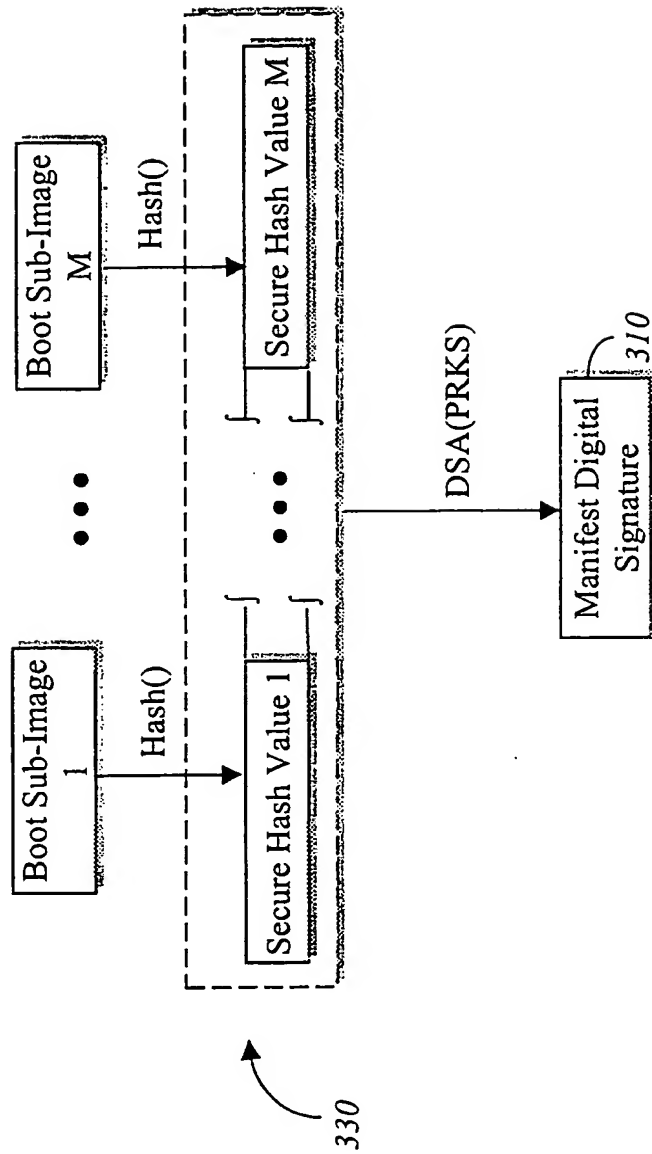 Boot Sub-Image
1
Boot Sub-Image
M
Hash()
Hash()
Secure Hash Value 1
Secure Hash Value M
330
DSA(PRKS)
Manifest Digital
Signature
310